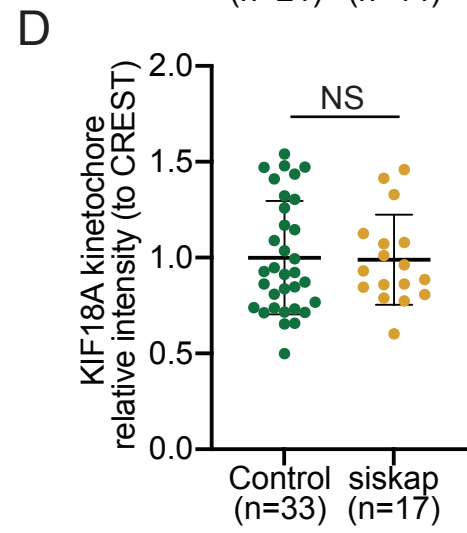 D
KIF18A kinetochore
relative intensity (to CREST)
2.0
1.5
1.0
0.5
0.0
NS
Control
(n=33)
siskap
(n=17)